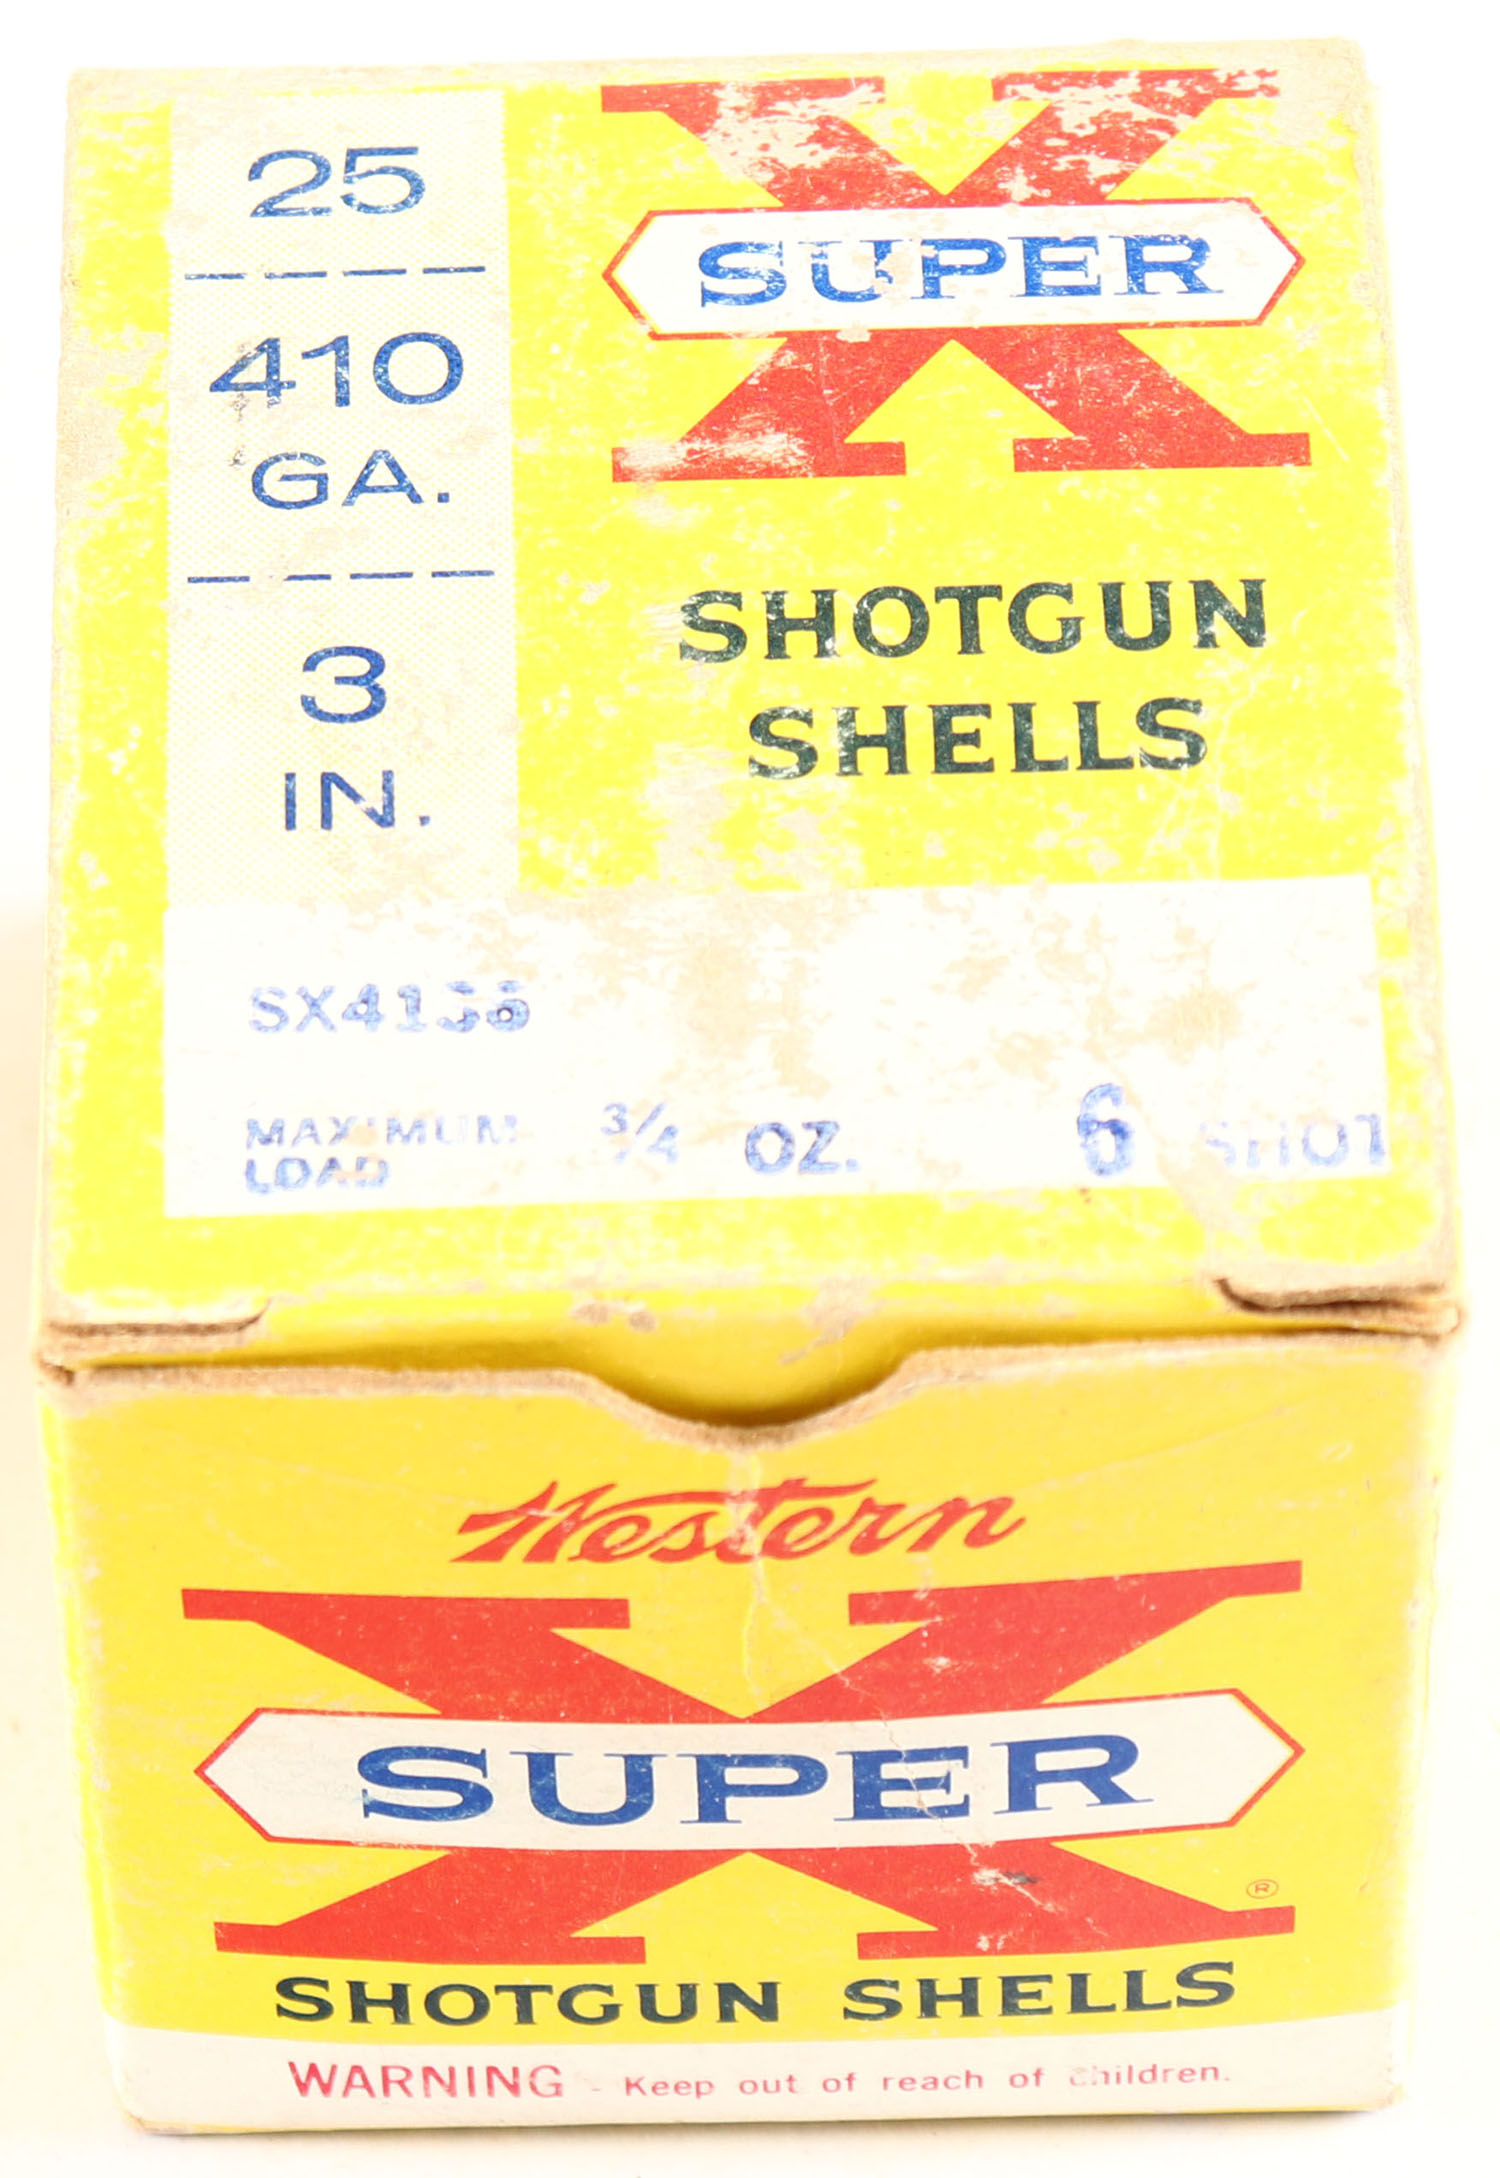 25
410
GA.
3
IN.
X
SUPER
SHOTGUN
SHELLS
MAXIMUM
LOAD
3/4 OZ. 6 SHOT
Western
X
SUPER
®
SHOTGUN SHELLS
WARNING - Keep out of reach of children.